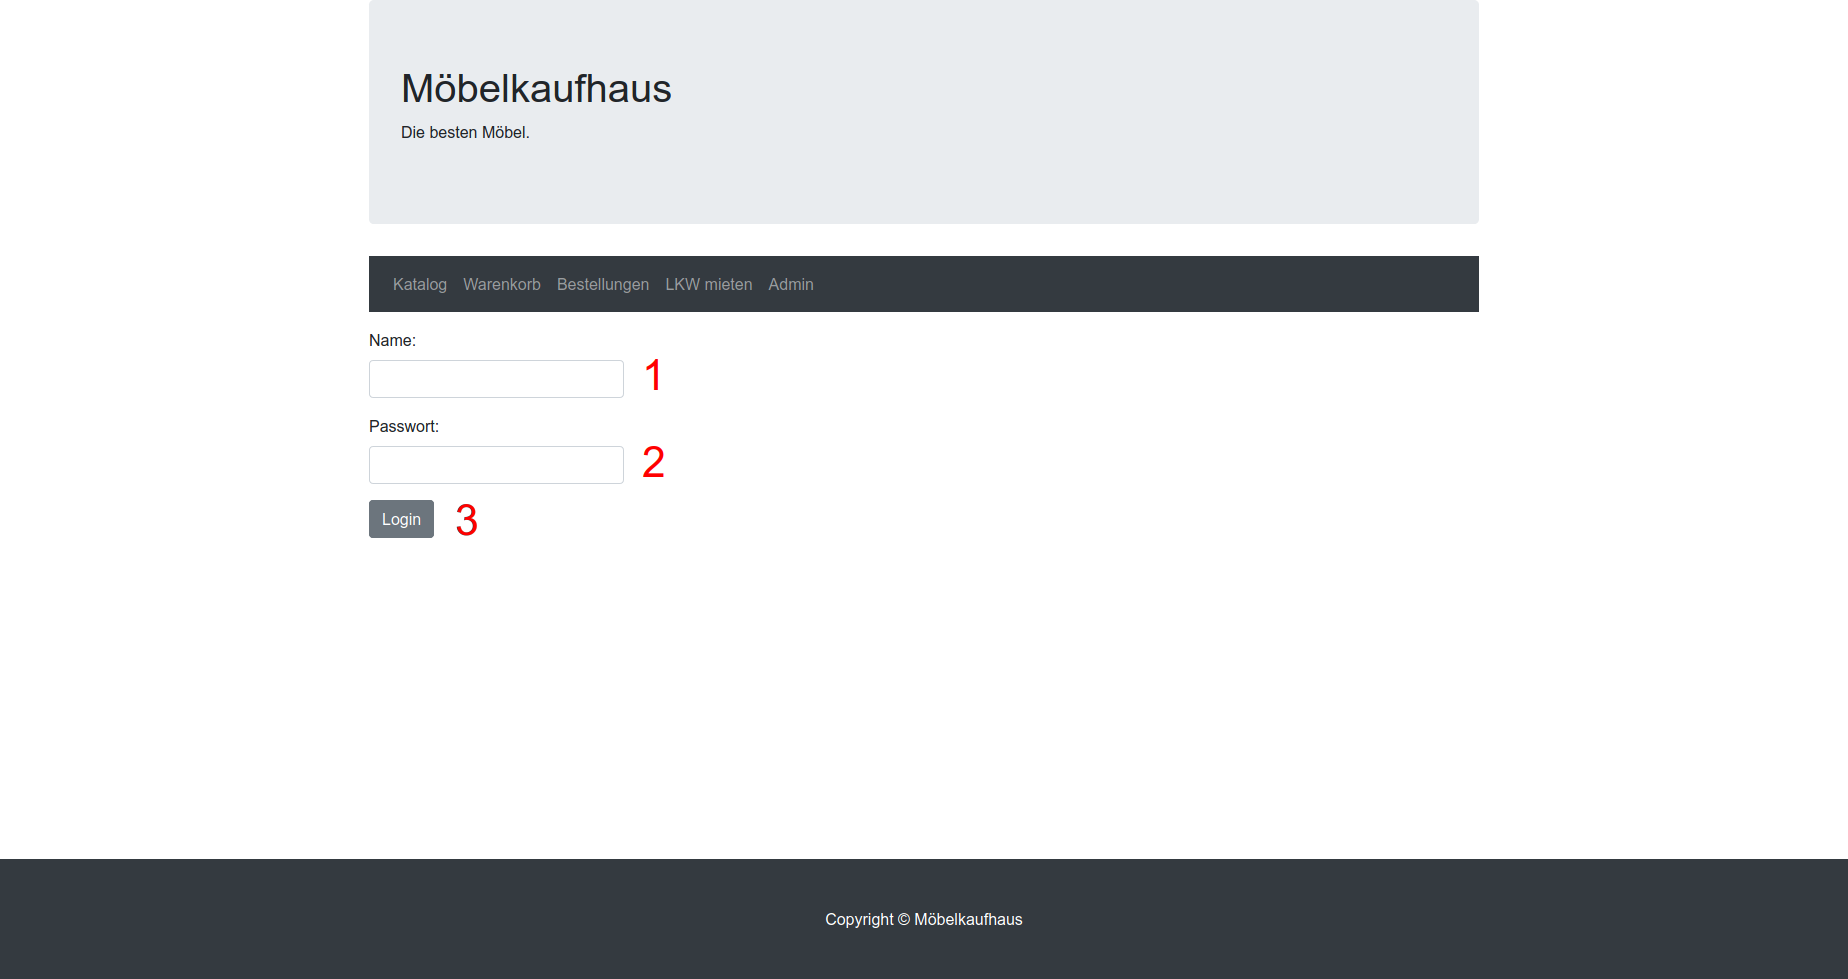 Möbelkaufhaus
Die besten Möbel.
Katalog Warenkorb Bestellungen LKW mieten Admin
Name:
1
Passwort:
2
Login 3
Copyright © Möbelkaufhaus